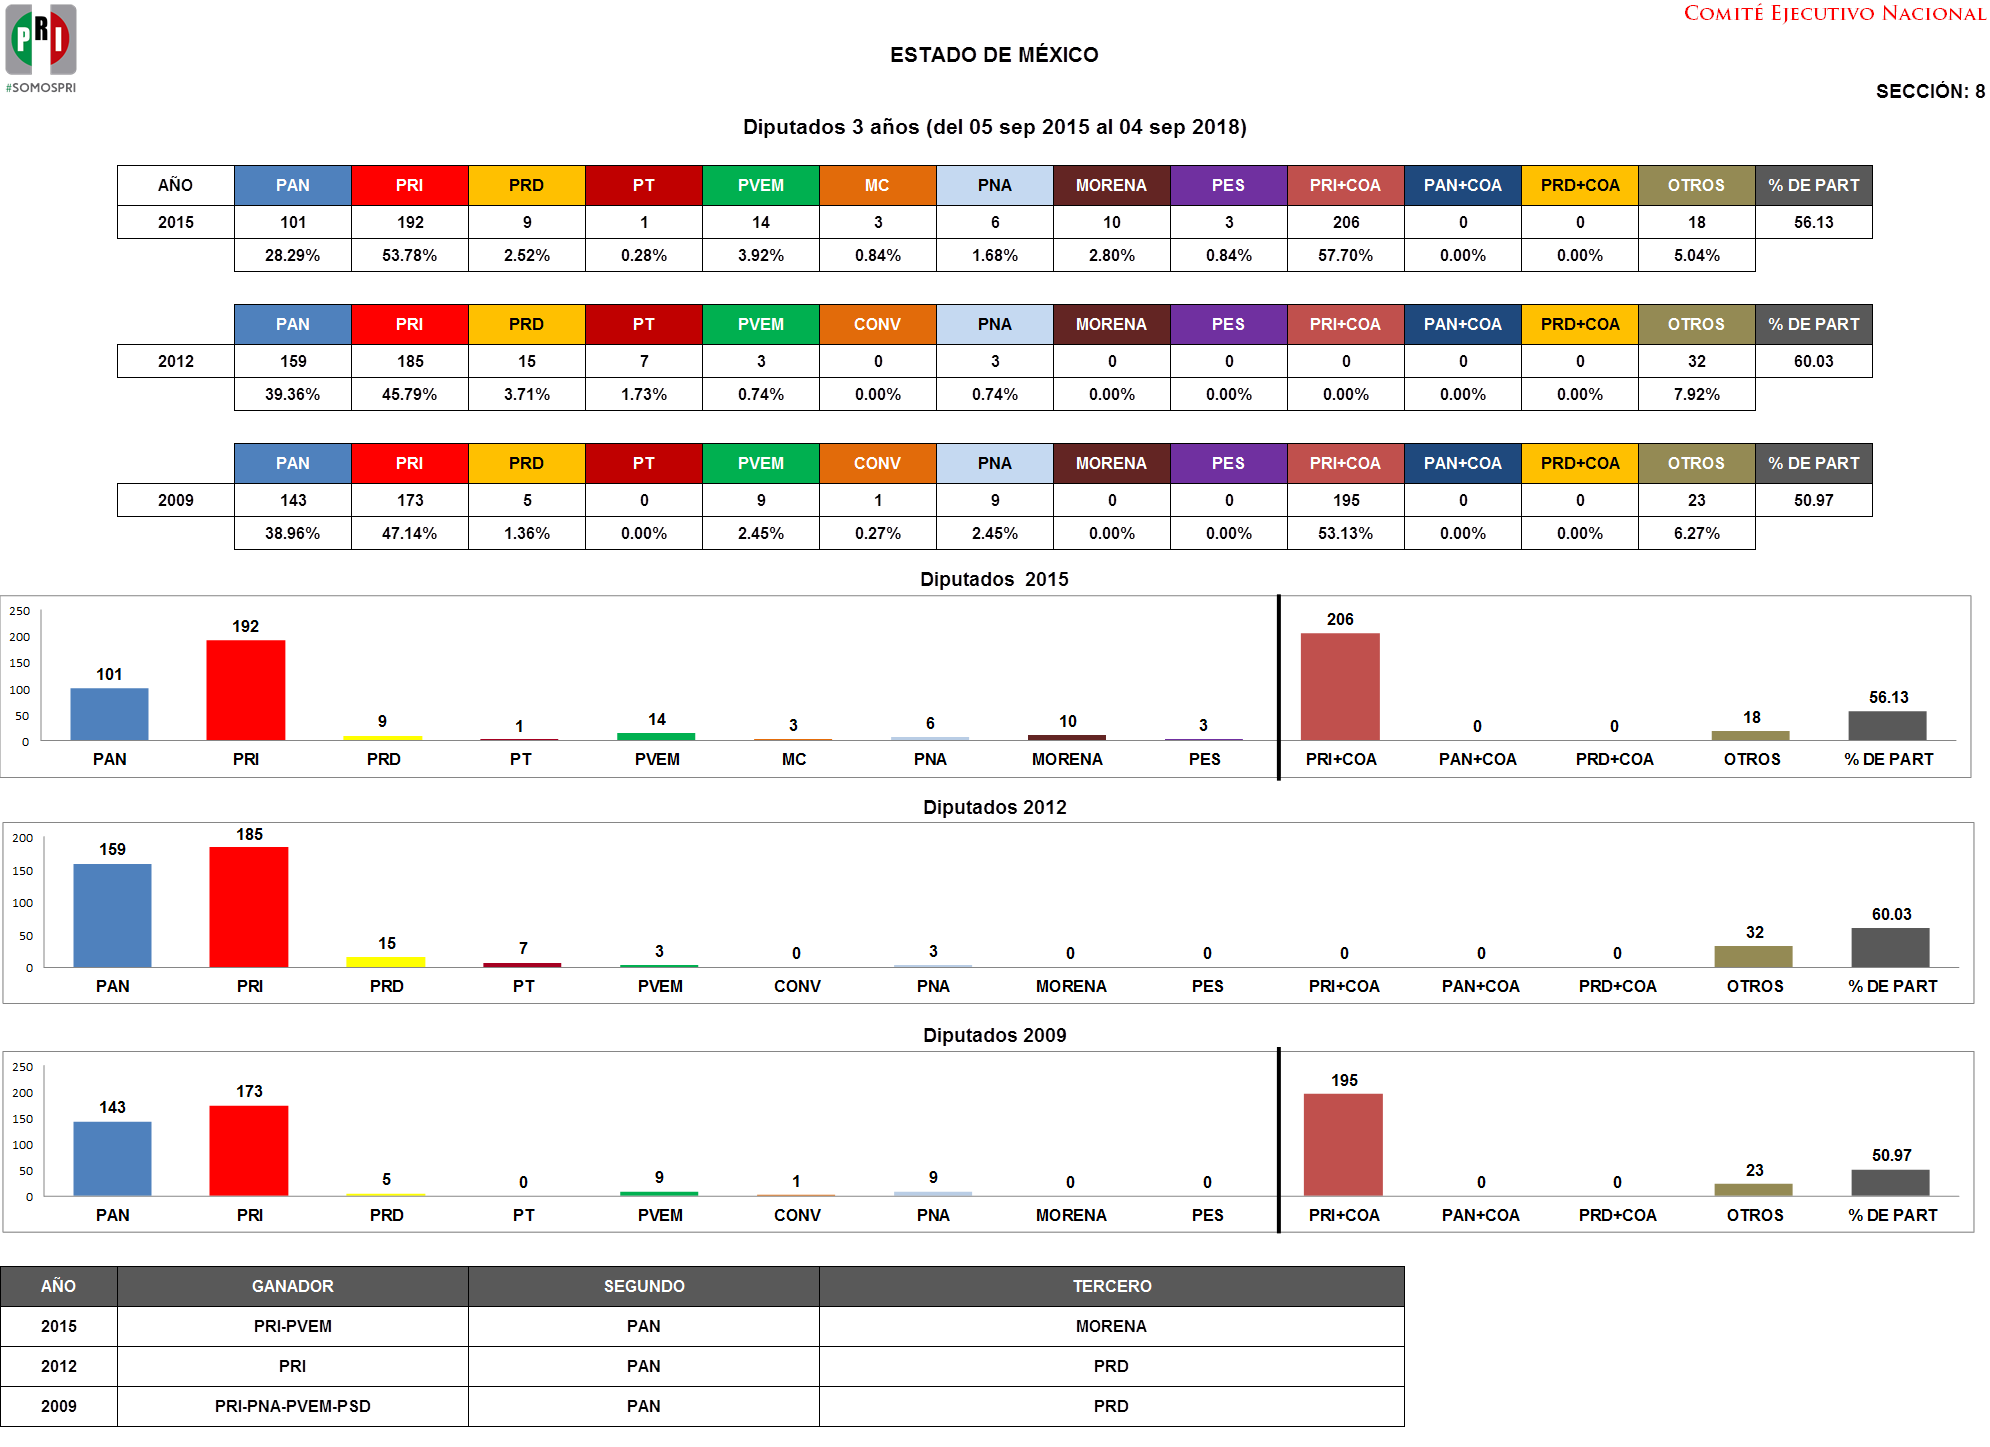 PRI
#SOMOSPRI
COMITÉ EJECUTIVO NACIONAL
ESTADO DE MÉXICO
SECCIÓN: 8
Diputados 3 años (del 05 sep 2015 al 04 sep 2018)
AÑO PAN PRI PRD PT PVEM MC PNA MORENA PES PRI+COA PAN+COA PRD+COA OTROS % DE PART
2015 101 192 9 1 14 3 6 10 3 206 0 0 18 56.13
28.29% 53.78% 2.52% 0.28% 3.92% 0.84% 1.68% 2.80% 0.84% 57.70% 0.00% 0.00% 5.04%
PAN PRI PRD PT PVEM CONV PNA MORENA PES PRI+COA PAN+COA PRD+COA OTROS % DE PART
2012 159 185 15 7 3 0 3 0 0 0 0 0 32 60.03
39.36% 45.79% 3.71% 1.73% 0.74% 0.00% 0.74% 0.00% 0.00% 0.00% 0.00% 0.00% 7.92%
PAN PRI PRD PT PVEM CONV PNA MORENA PES PRI+COA PAN+COA PRD+COA OTROS % DE PART
2009 143 173 5 0 9 1 9 0 0 195 0 0 23 50.97
38.96% 47.14% 1.36% 0.00% 2.45% 0.27% 2.45% 0.00% 0.00% 53.13% 0.00% 0.00% 6.27%
Diputados 2015
250
200
150
100
50
0
101 192 9 1 14 3 6 10 3 206 0 0 18 56.13
PAN PRI PRD PT PVEM MC PNA MORENA PES PRI+COA PAN+COA PRD+COA OTROS % DE PART
Diputados 2012
200
150
100
50
0
159 185 15 7 3 0 3 0 0 0 0 0 32 60.03
PAN PRI PRD PT PVEM CONV PNA MORENA PES PRI+COA PAN+COA PRD+COA OTROS % DE PART
Diputados 2009
250
200
150
100
50
0
143 173 5 0 9 1 9 0 0 195 0 0 23 50.97
PAN PRI PRD PT PVEM CONV PNA MORENA PES PRI+COA PAN+COA PRD+COA OTROS % DE PART
AÑO GANADOR SEGUNDO TERCERO
2015 PRI-PVEM PAN MORENA
2012 PRI PAN PRD
2009 PRI-PNA-PVEM-PSD PAN PRD